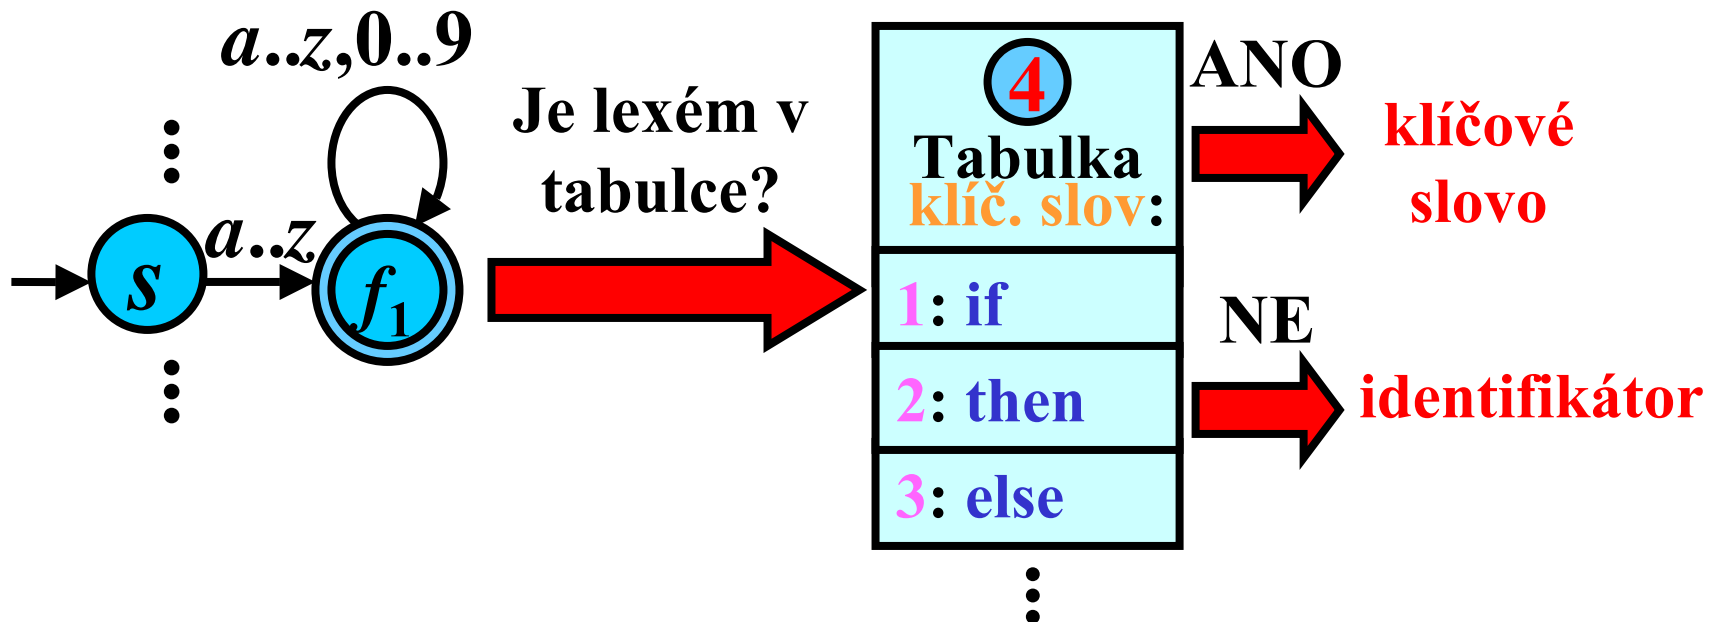 a..z,0..9
s
a..z
f1
Je lexém v
tabulce?
4
Tabulka
klíč. slov:
1: if
2: then
3: else
ANO
klíčové
slovo
NE
identifikátor